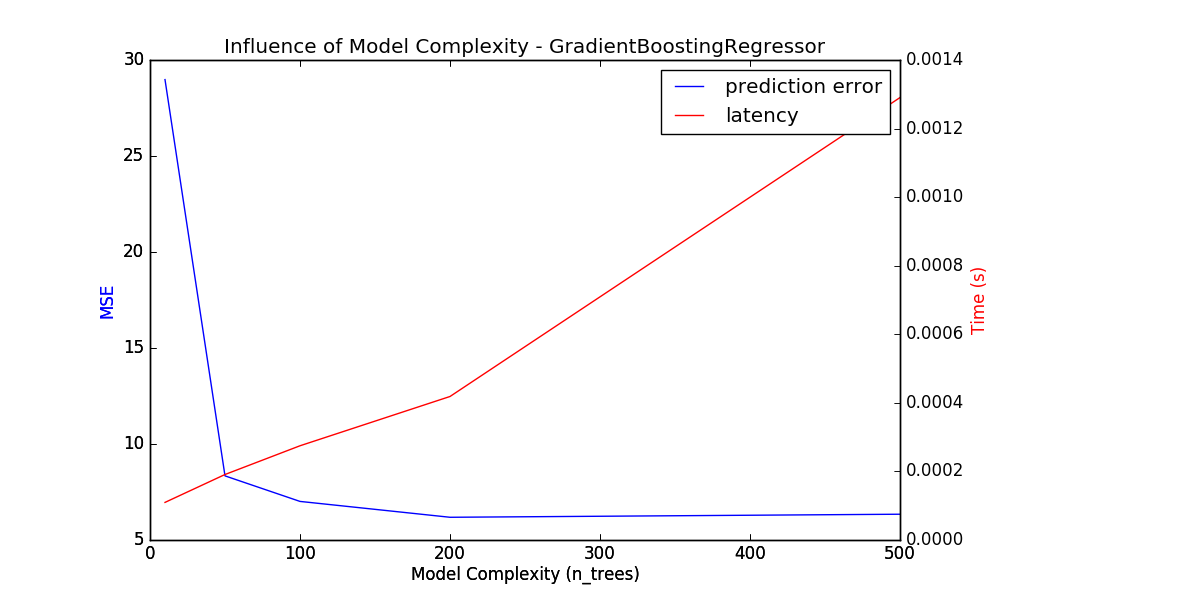 Influence of Model Complexity - GradientBoostingRegressor
prediction error
latency
30
25
20
15
10
5
MSE
0.0014
0.0012
0.0010
0.0008
0.0006
0.0004
0.0002
0.0000
Time (s)
0 100 200 300 400 500
Model Complexity (n_trees)